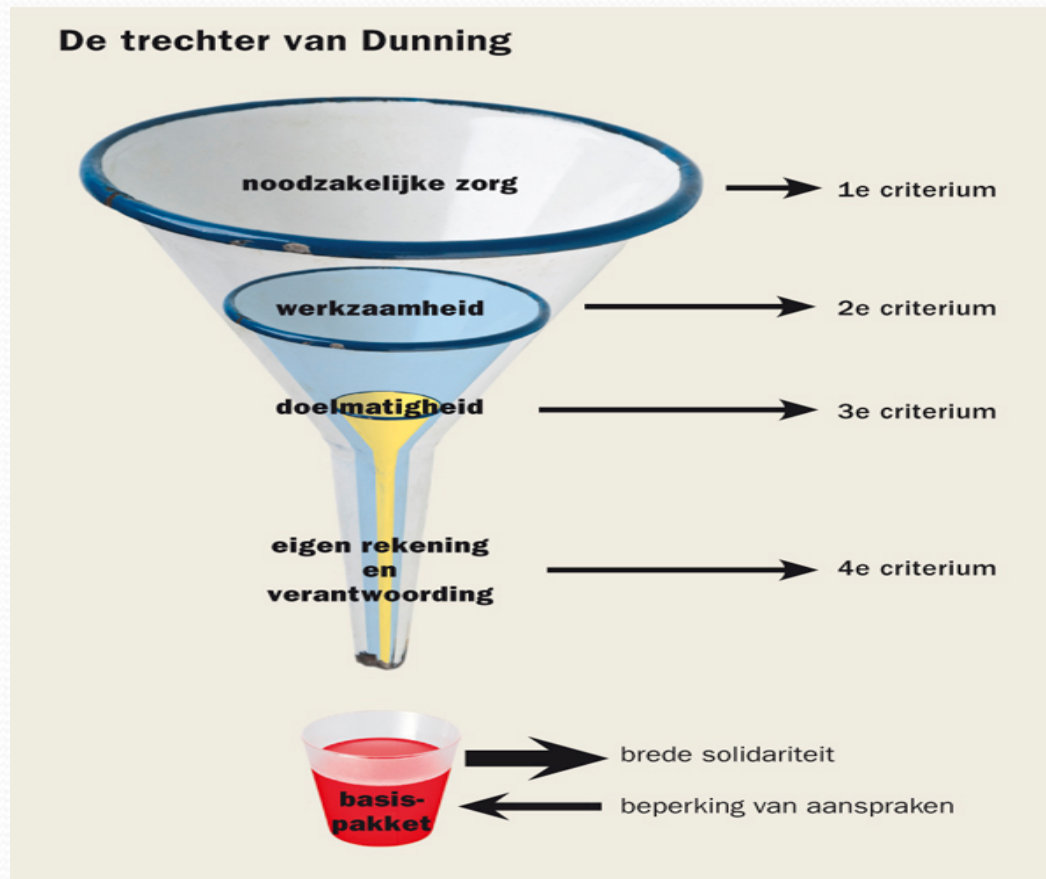 De trechter van Dunning
noodzakelijke zorg
1e criterium
werkzaamheid
2e criterium
doelmatigheid
3e criterium
eigen rekening
en
verantwoording
4e criterium
brede solidariteit
basis-
pakket
beperking van aanspraken